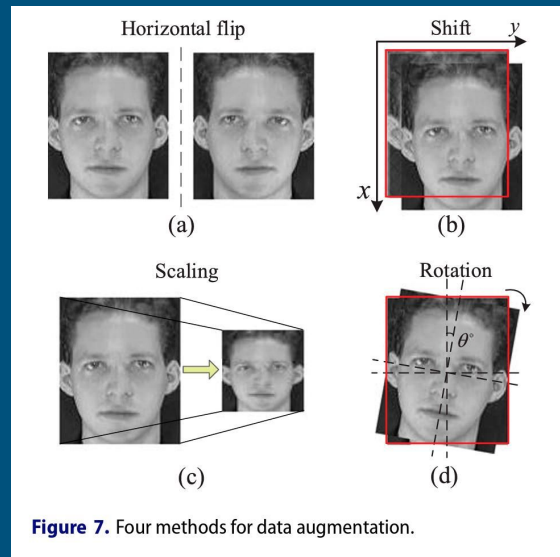 Horizontal flip
Shift
y
x
(a)
(b)
Scaling
Rotation
θ°
(c)
(d)
Figure 7. Four methods for data augmentation.